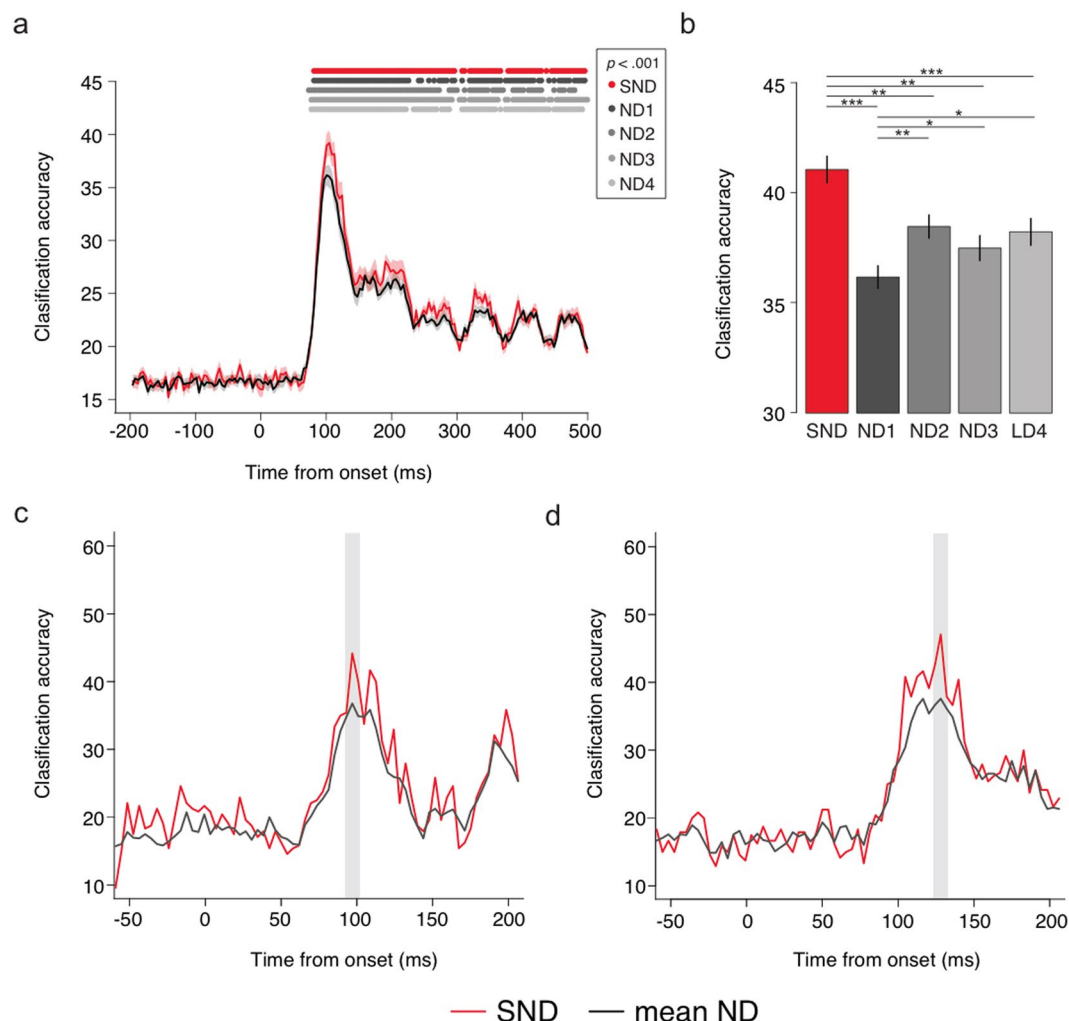 a
p < .001
SND
ND1
ND2
ND3
ND4
45
40
35
30
25
20
15
Clasification accuracy
-200 -100 0 100 200 300 400 500
Time from onset (ms)
b
45
40
35
30
Clasification accuracy
***
**
**
***
*
*
**
SND ND1 ND2 ND3 LD4
c
60
50
40
30
20
10
Clasification accuracy
-50 0 50 100 150 200
Time from onset (ms)
d
60
50
40
30
20
10
Clasification accuracy
-50 0 50 100 150 200
Time from onset (ms)
SND mean ND